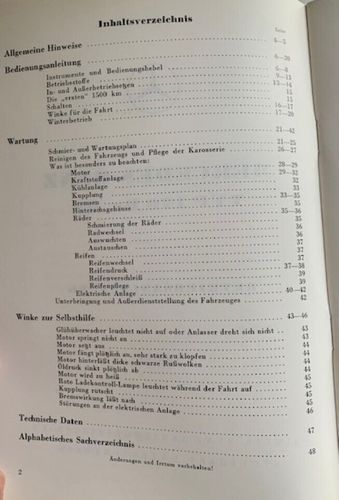 Inhaltsverzeichnis
Seite
Allgemeine Hinweise 4—5
Bedienungsanleitung 6—20
Instrumente und Bedienungshebel 6—8
Betriebsstoffe 9—13
In- und Außerbetriebsetzen 13—14
Die „ersten" 1500 km 15
Schalten 15
Winke für die Fahrt 16—17
Winterbetrieb 17—20
Wartung 21—42
Schmier- und Wartungsplan 21—25
Reinigen des Fahrzeugs und Pflege der Karosserie 26—27
Was ist besonders zu beachten:
Motor 28—29
Kraftstoffanlage 29—32
Kühlanlage 32
Kupplung 33
Bremsen 33—35
Hinterachsgehäuse 35
Räder 35—36
Schmierung der Räder 35
Radwechsel 35
Auswuchten 36
Austauschen 36
Reifen 37
Reifenwechsel 36
Reifendruck 37—38
Reifenverschleiß 39
Reifenpflege 39
Elektrische Anlage 40—42
Unterbringung und Außerdienststellung des Fahrzeuges 42
Winke zur Selbsthilfe 43—46
Glühüberwacher leuchtet nicht auf oder Anlasser dreht sich nicht 43
Motor springt nicht an 43
Motor setzt aus 44
Motor fängt plötzlich an, sehr stark zu klopfen 44
Motor hinterläßt dicke schwarze Rußwolken 44
Öldruck sinkt plötzlich ab 44
Motor wird zu heiß 44
Rote Ladekontroll-Lampe leuchtet während der Fahrt auf 45
Kupplung rutscht 45
Bremswirkung läßt nach 45
Störungen an der elektrischen Anlage 46
Technische Daten 47
Alphabetisches Sachverzeichnis 48
Änderungen und Irrtum vorbehalten!
2